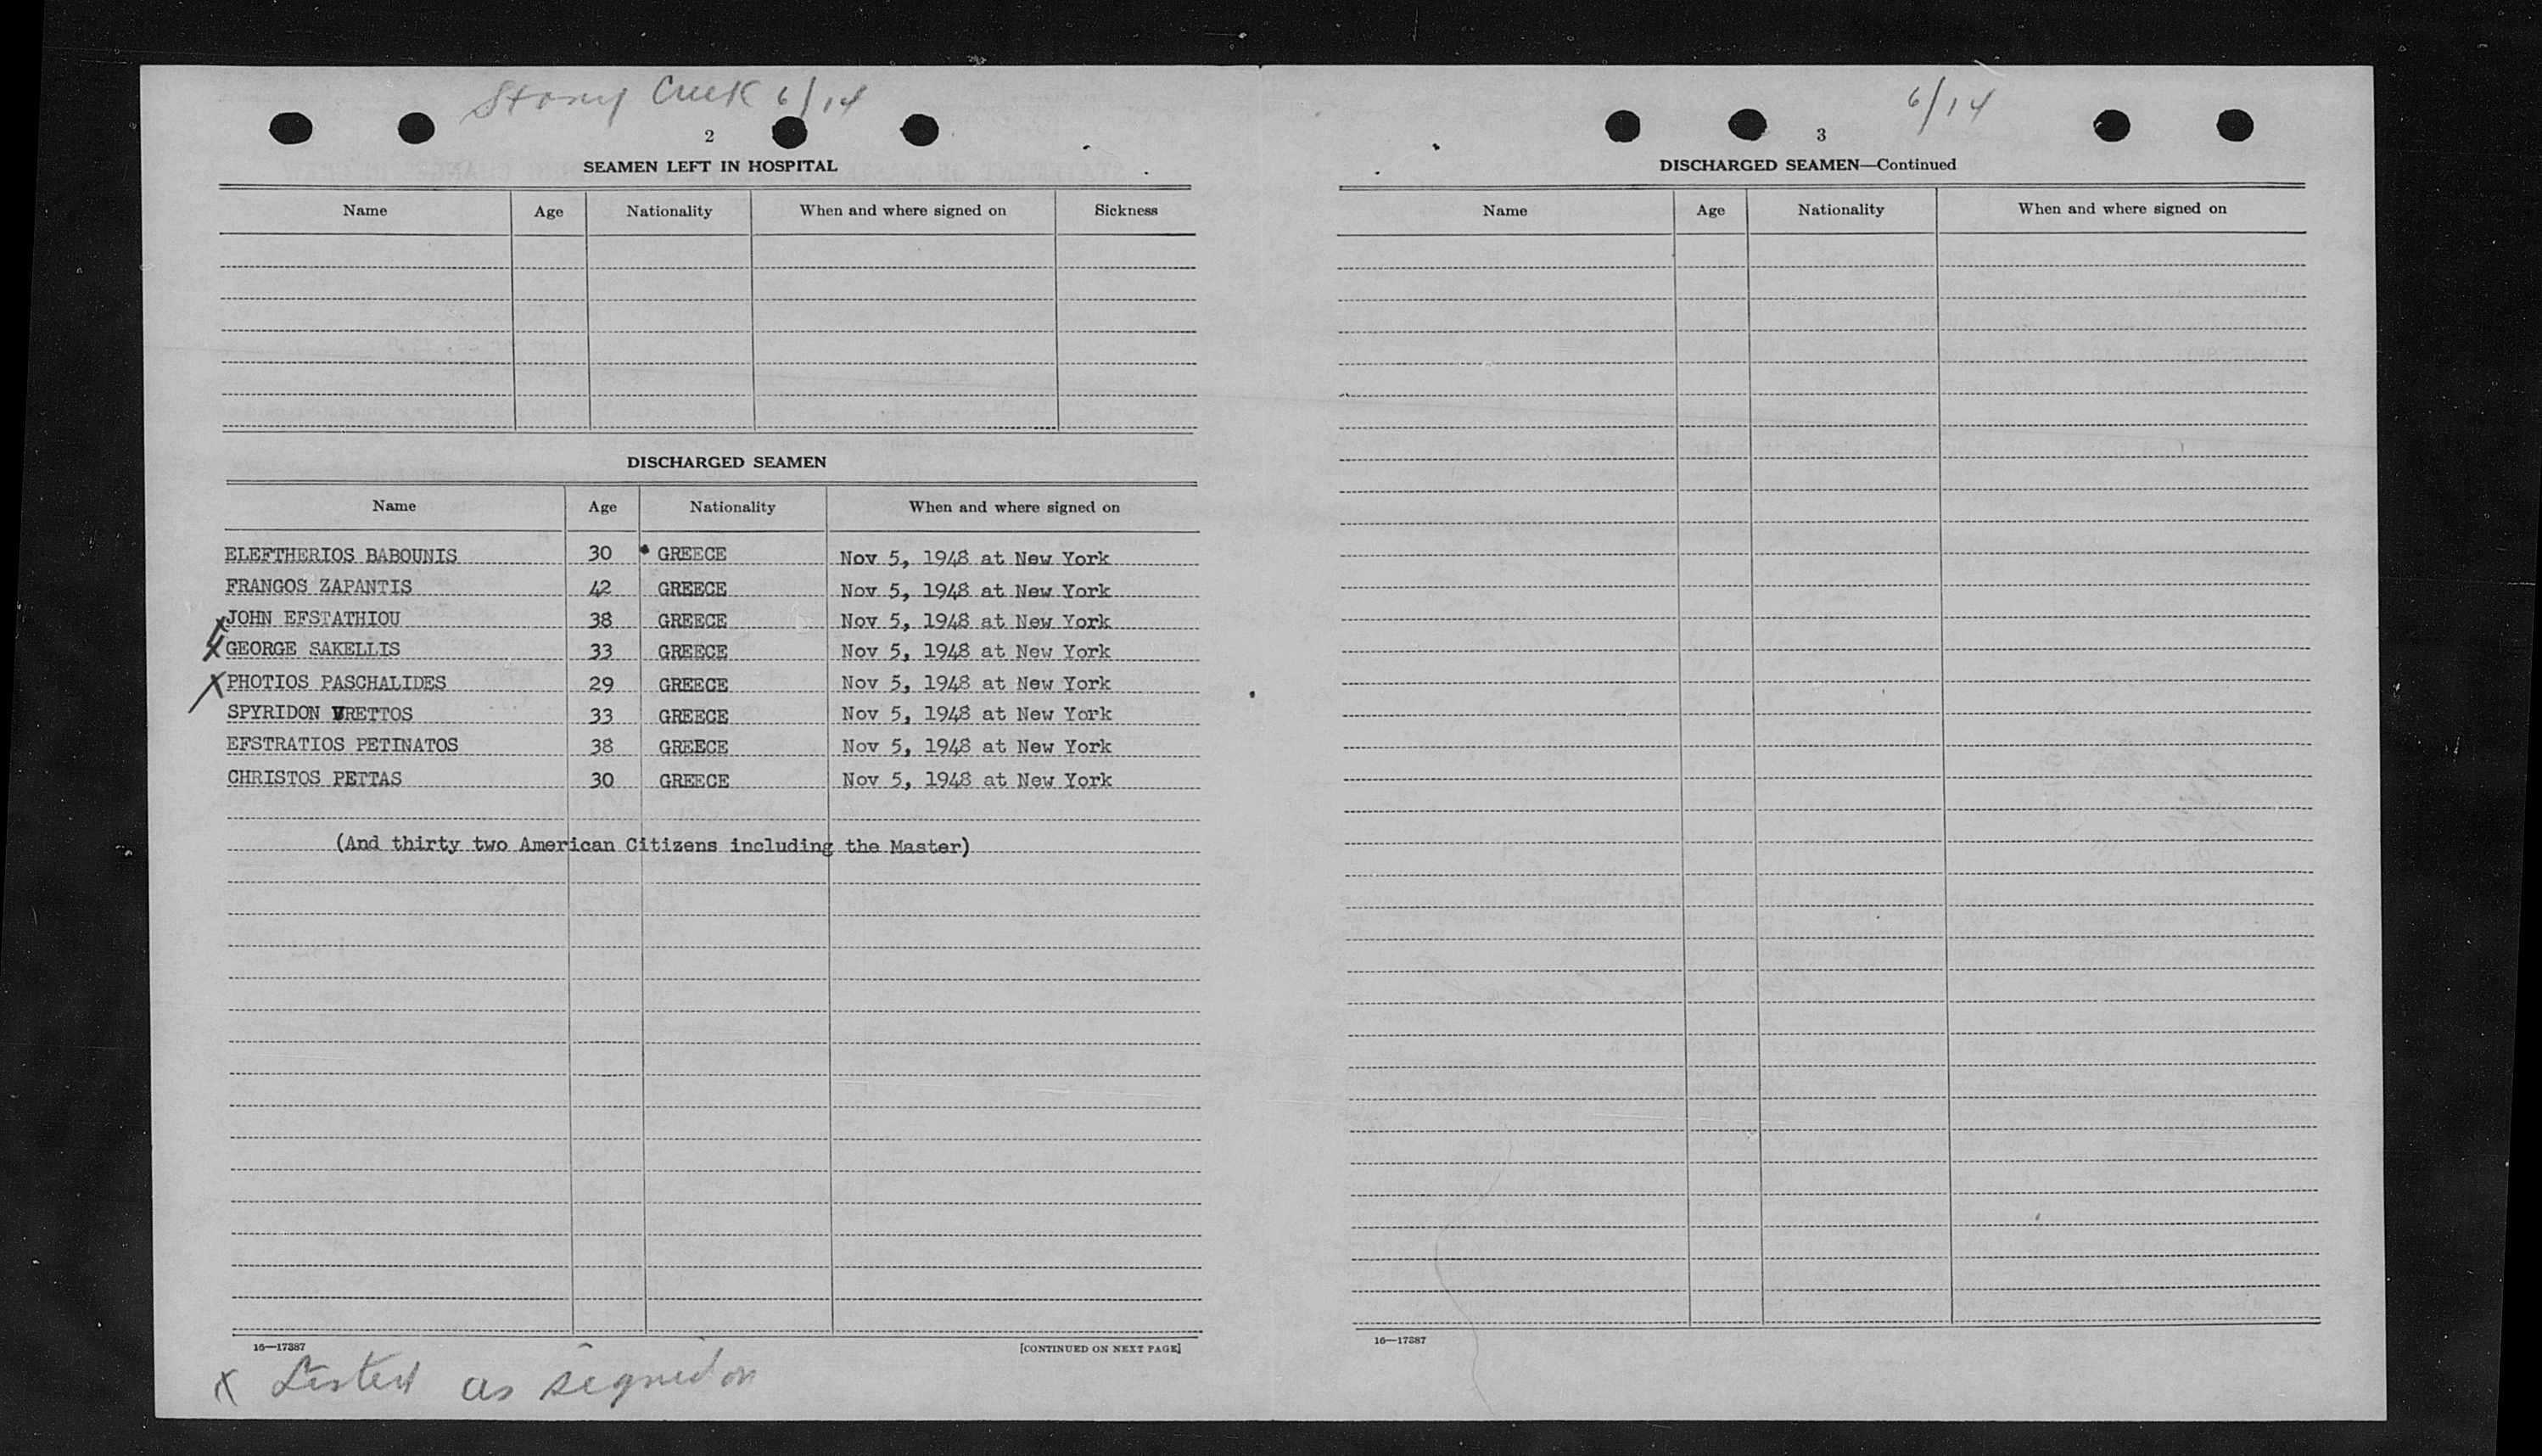 Stony Creek 6/14
2
SEAMEN LEFT IN HOSPITAL
Name Age Nationality When and where signed on Sickness
DISCHARGED SEAMEN
Name Age Nationality When and where signed on
ELEFTHERIOS BABOUNIS 30 GREECE Nov 5, 1948 at New York
FRANGOS ZAPANTIS 42 GREECE Nov 5, 1948 at New York
X JOHN EFSTATHIOU 38 GREECE Nov 5, 1948 at New York
X GEORGE SAKELLIS 33 GREECE Nov 5, 1948 at New York
X PHOTIOS PASCHALIDES 29 GREECE Nov 5, 1948 at New York
SPYRIDON VRETTOS 33 GREECE Nov 5, 1948 at New York
EFSTRATIOS PETINATOS 38 GREECE Nov 5, 1948 at New York
CHRISTOS PETTAS 30 GREECE Nov 5, 1948 at New York
(And thirty two American Citizens including the Master)
16—17387 [CONTINUED ON NEXT PAGE]
X Listed as signed on
6/14
3
DISCHARGED SEAMEN—Continued
Name Age Nationality When and where signed on
16—17387